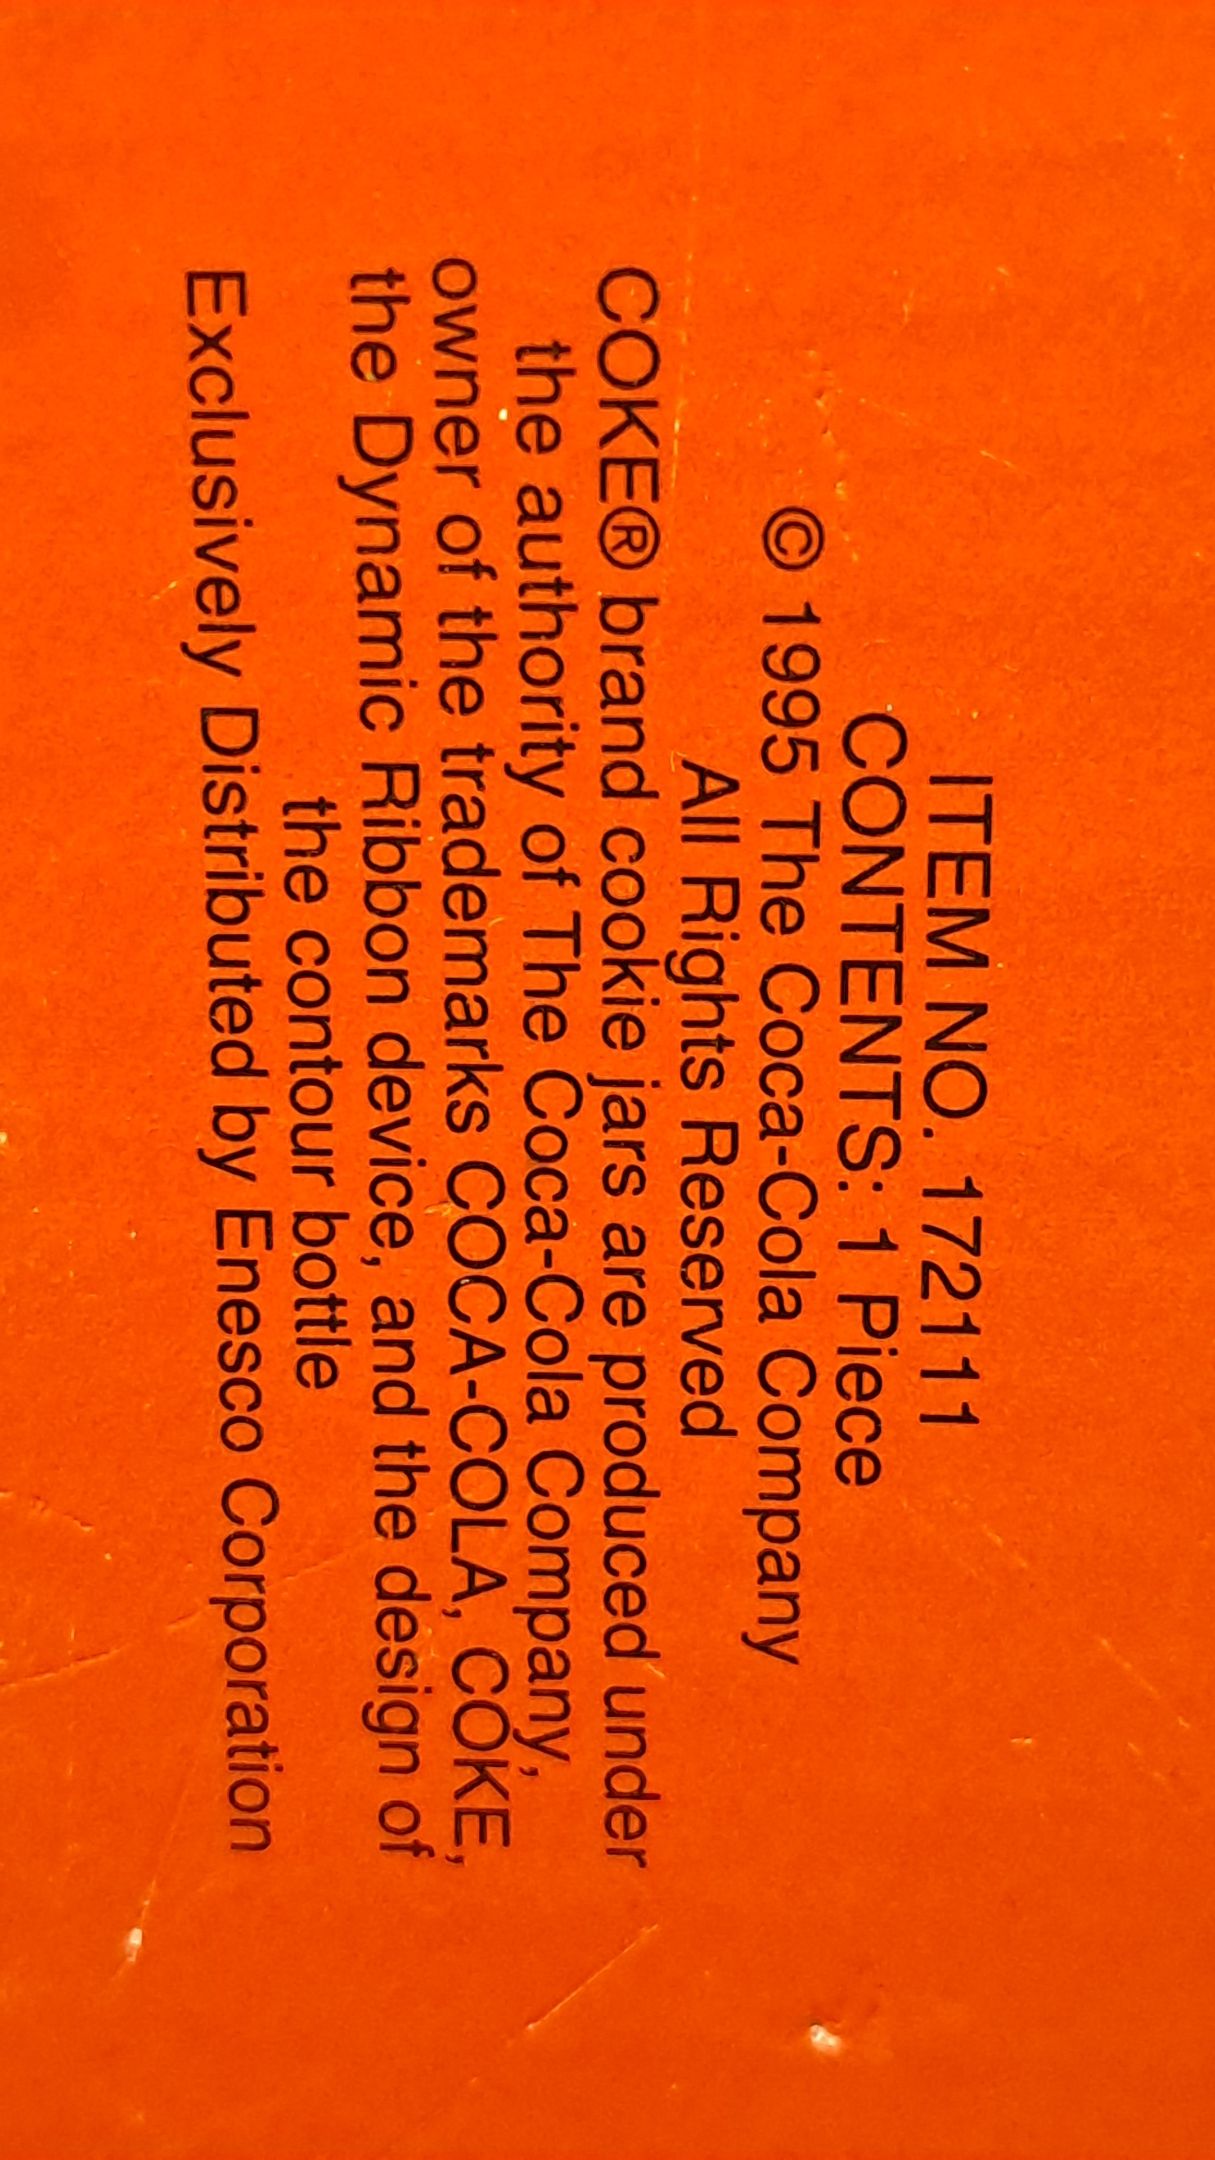 ITEM NO. 172111
CONTENTS: 1 Piece
© 1995 The Coca-Cola Company
All Rights Reserved
COKE® brand cookie jars are produced under
the authority of The Coca-Cola Company,
owner of the trademarks COCA-COLA, COKE,
the Dynamic Ribbon device, and the design of
the contour bottle
Exclusively Distributed by Enesco Corporation